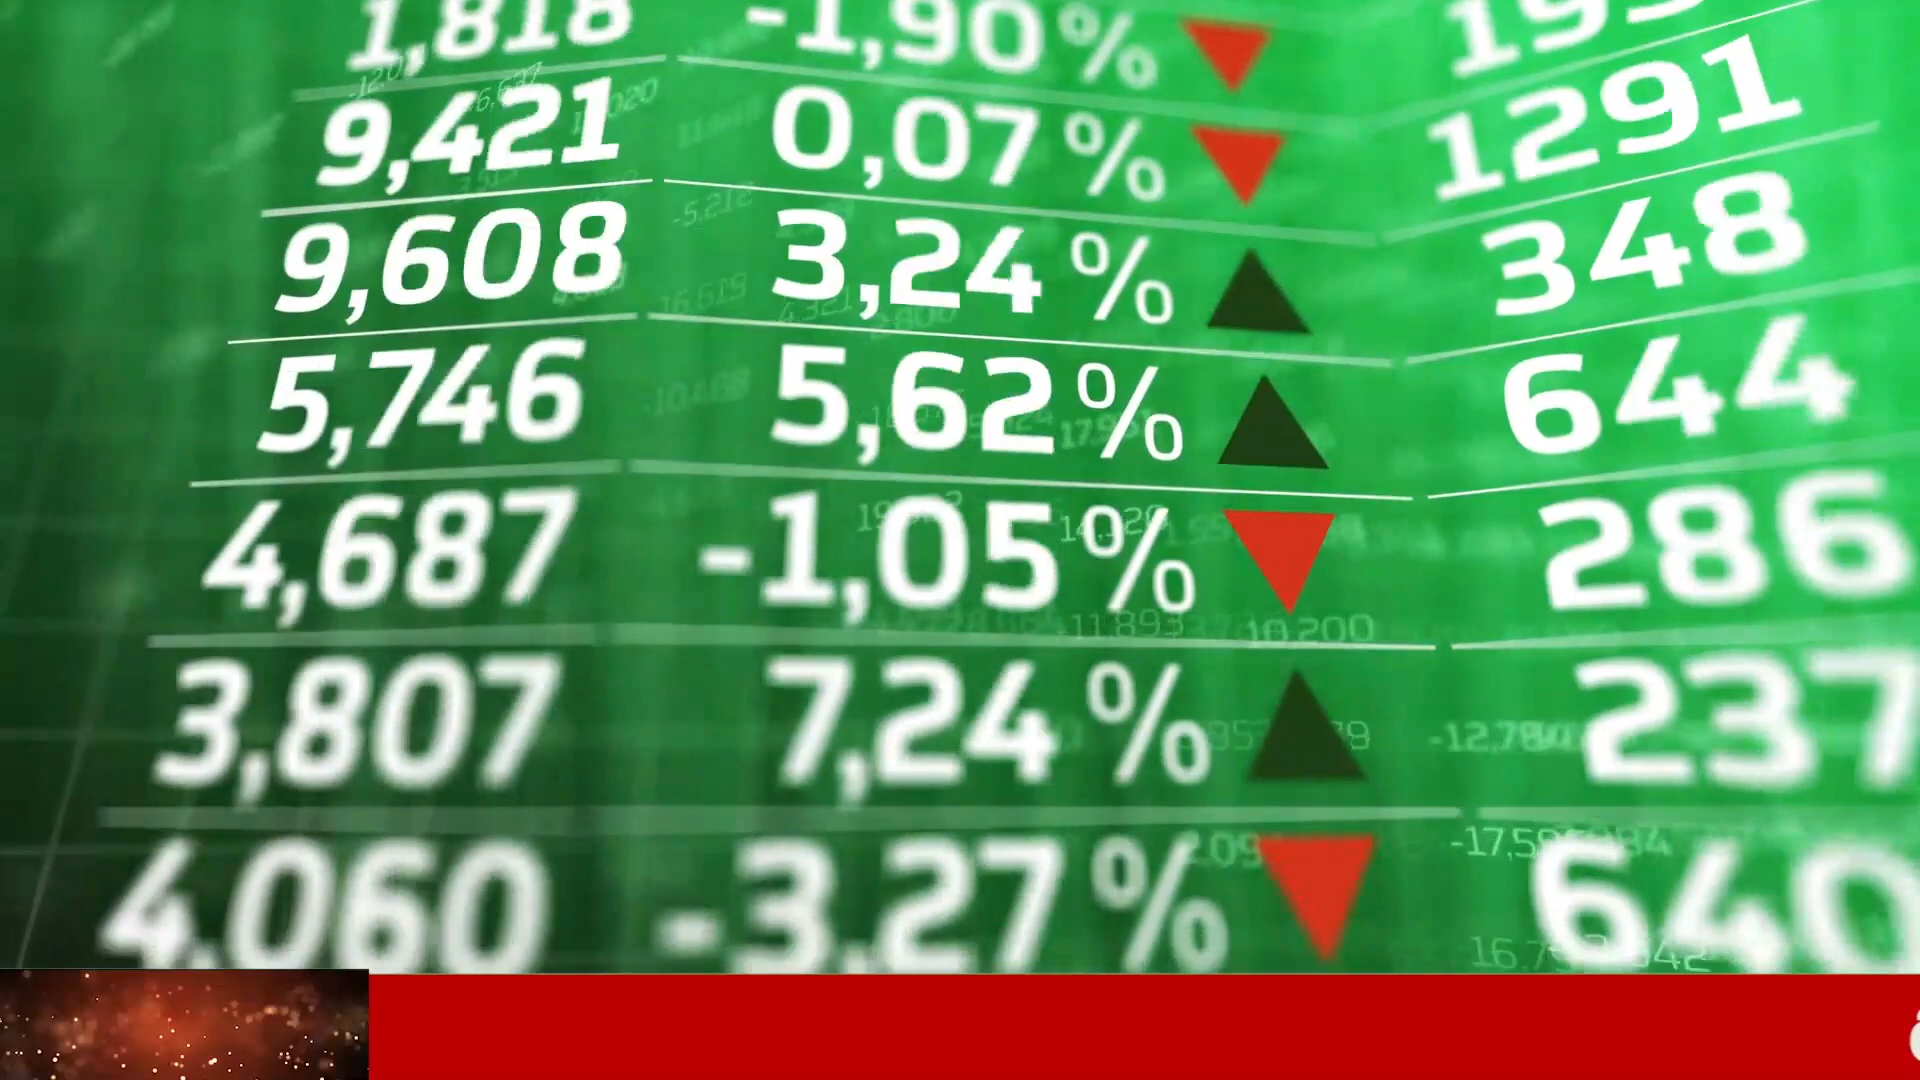 1,818 -1,90%
9,421 0,07% 1291
9,608 3,24% 348
5,746 5,62% 644
4,687 -1,05% 286
3,807 7,24% 237
4,060 -3,27% 640